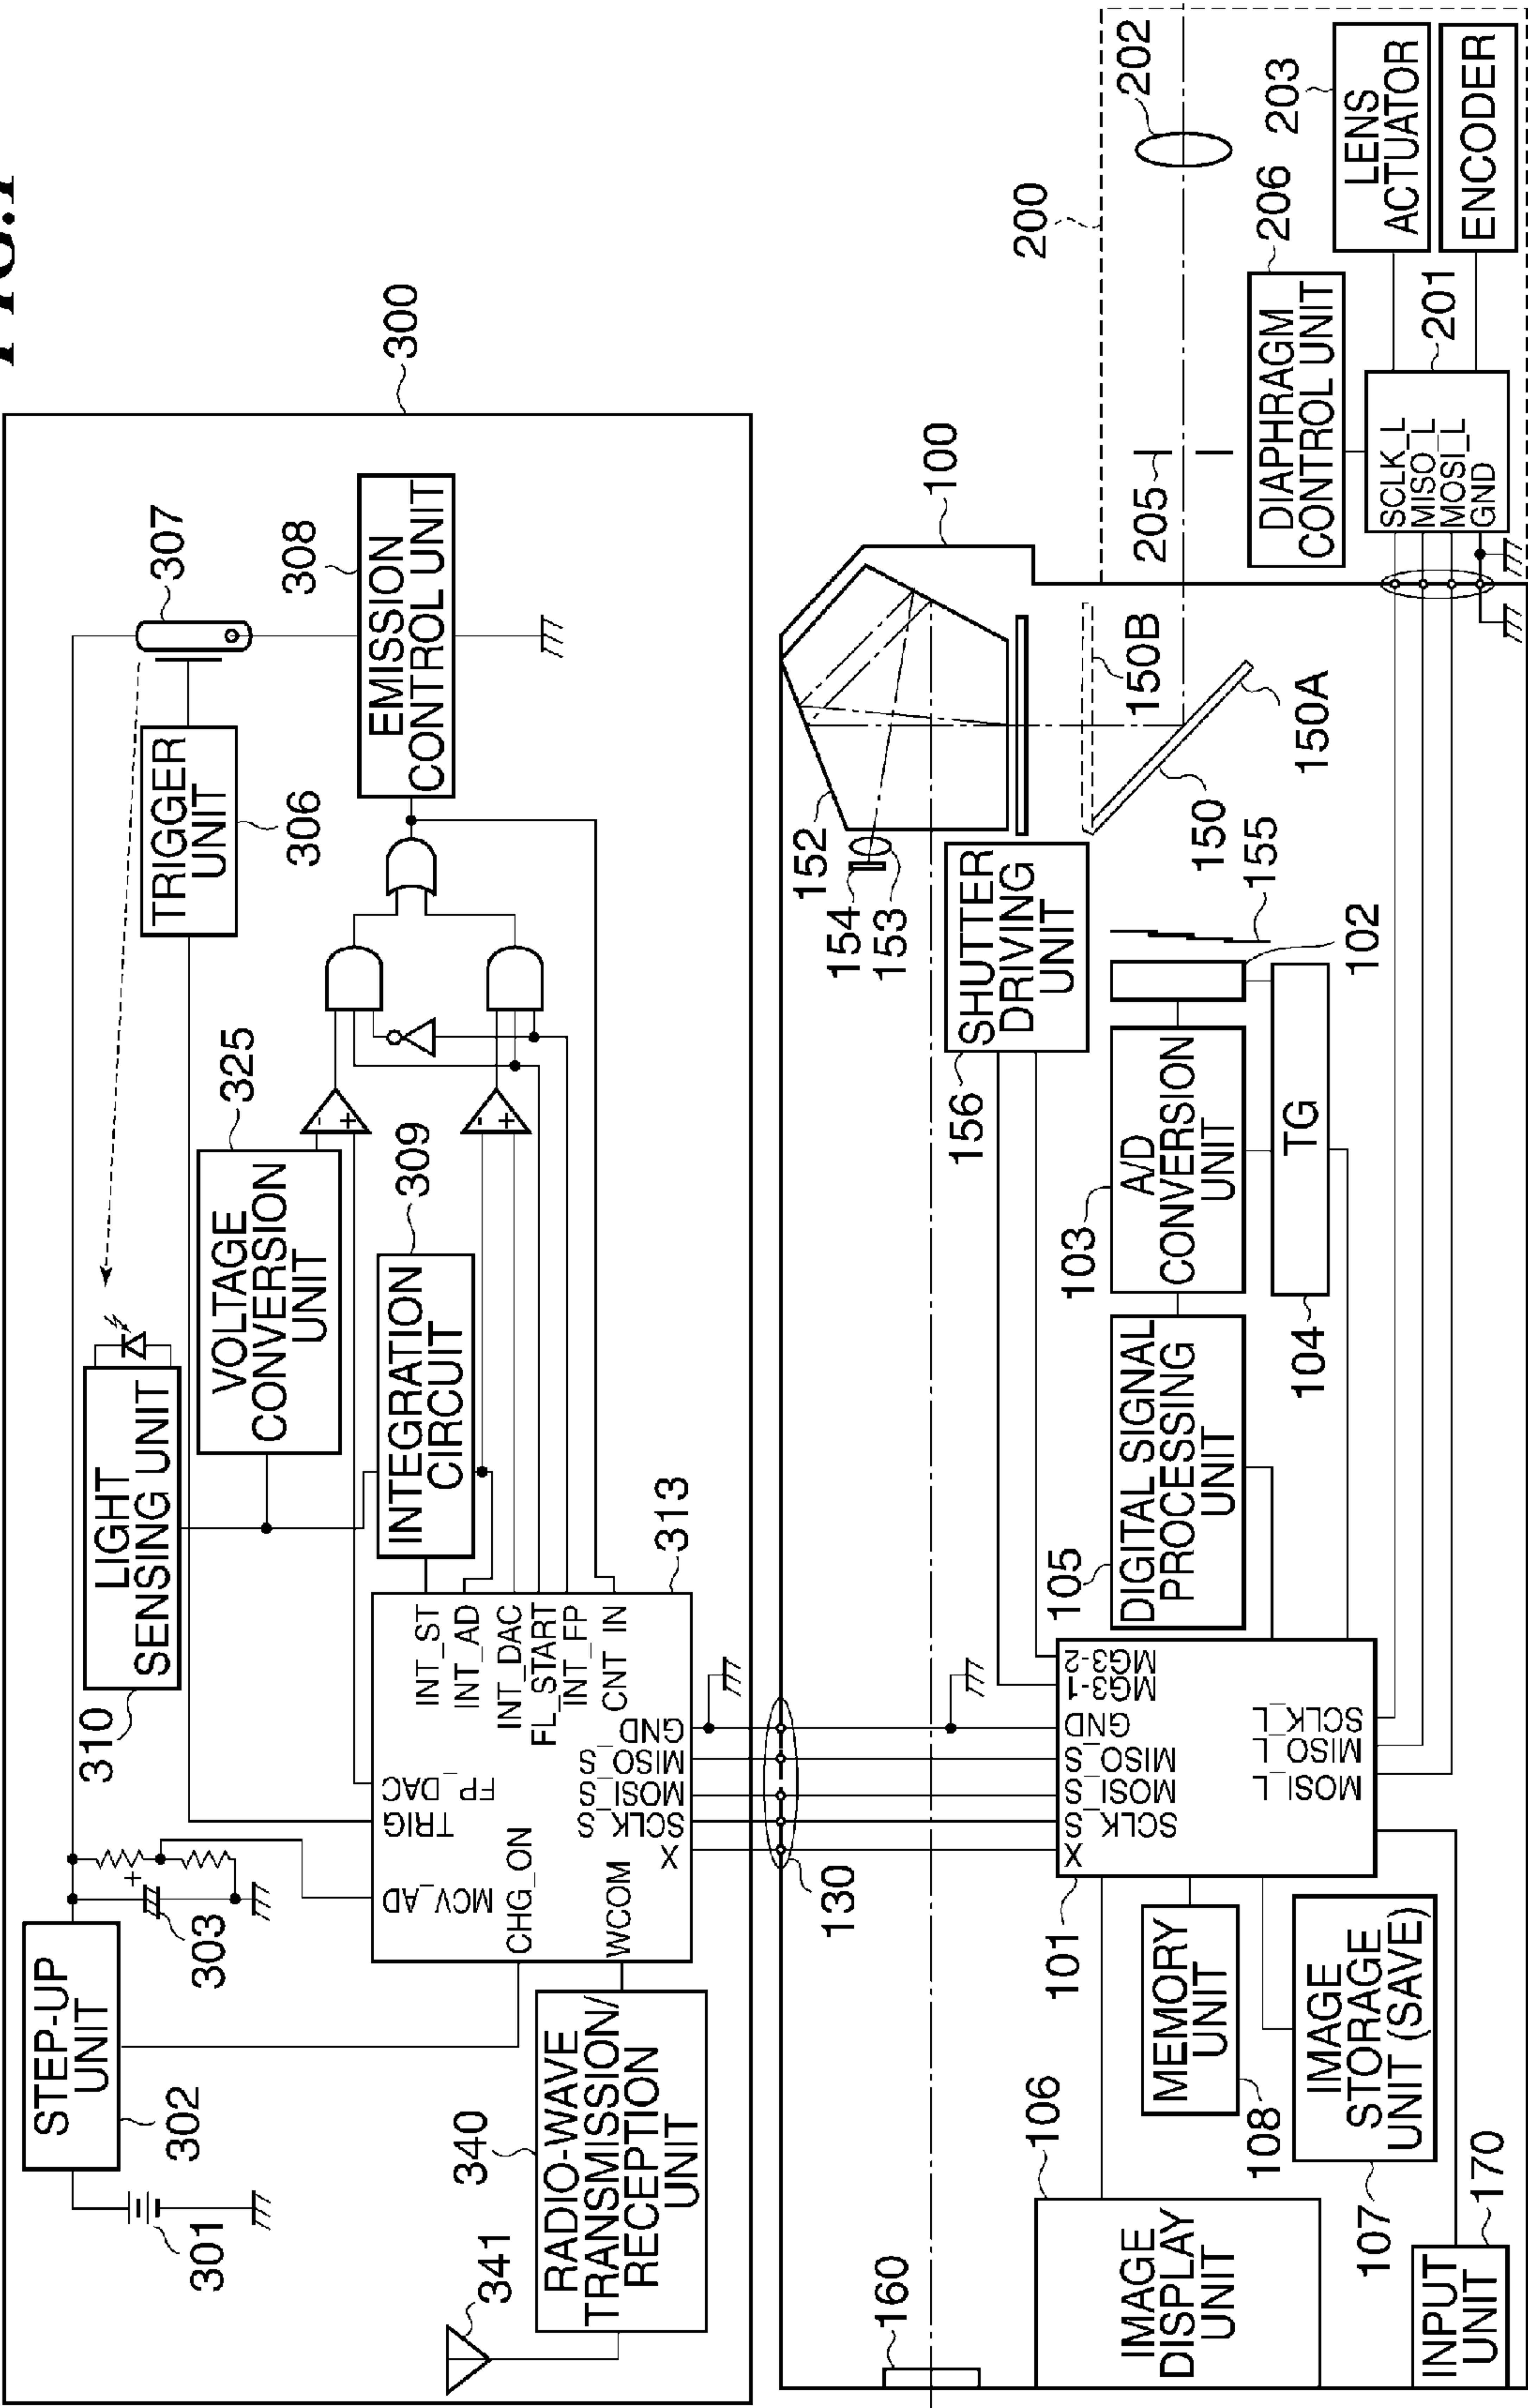 FIG.1
300
STEP-UP
UNIT
302
301
303
310
LIGHT
SENSING UNIT
VOLTAGE
CONVERSION
UNIT
325
TRIGGER
UNIT
306
307
308
EMISSION
CONTROL UNIT
INTEGRATION
CIRCUIT
309
313
MCV_AD
TRIG
FP_DAC
CHG_ON
WCOM
INT_ST
INT_AD
INT_DAC
FL_START
INT_FP
CNT IN
X
SCLK_S
MOSI_S
MISO_S
GND
341
340
RADIO-WAVE
TRANSMISSION/
RECEPTION
UNIT
130
100
160
106
IMAGE
DISPLAY
UNIT
101
X
SCLK_S
MOSI_S
MISO_S
GND
MG3-1
MG3-2
MOSI_L
MISO_L
SCLK_L
MEMORY
UNIT
108
IMAGE
STORAGE
UNIT (SAVE)
107
INPUT
UNIT
170
105
DIGITAL SIGNAL
PROCESSING
UNIT
103
A/D
CONVERSION
UNIT
104
TG
102
155
156
SHUTTER
DRIVING
UNIT
152
154
153
150
150A
150B
200
202
205
206
DIAPHRAGM
CONTROL UNIT
203
LENS
ACTUATOR
ENCODER
201
SCLK_L
MISO_L
MOSI_L
GND